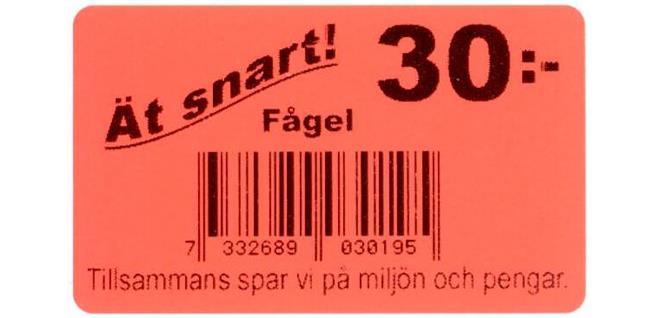 Ät snart! 30:-
Fågel
7 332689 030195
Tillsammans spar vi på miljön och pengar.